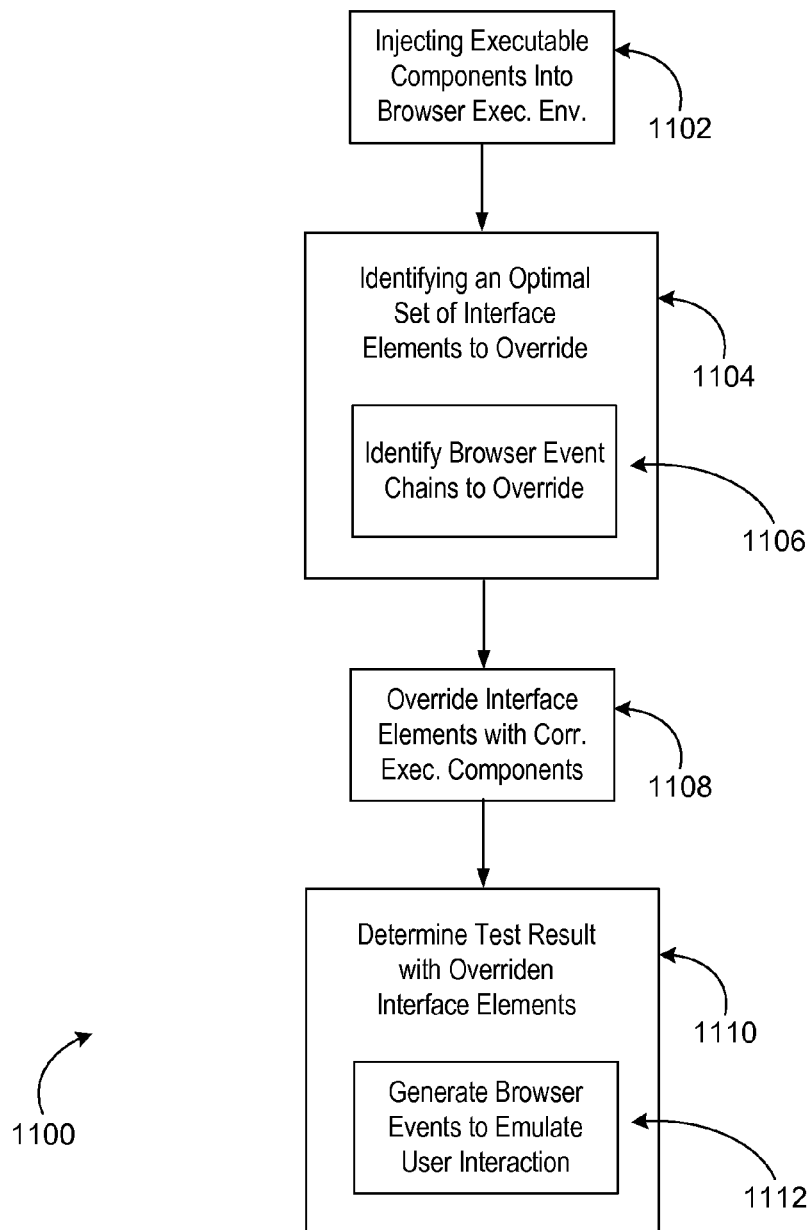 Injecting Executable
Components Into
Browser Exec. Env.
1102
Identifying an Optimal
Set of Interface
Elements to Override
1104
Identify Browser Event
Chains to Override
1106
Override Interface
Elements with Corr.
Exec. Components
1108
Determine Test Result
with Overriden
Interface Elements
1110
Generate Browser
Events to Emulate
User Interaction
1112
1100